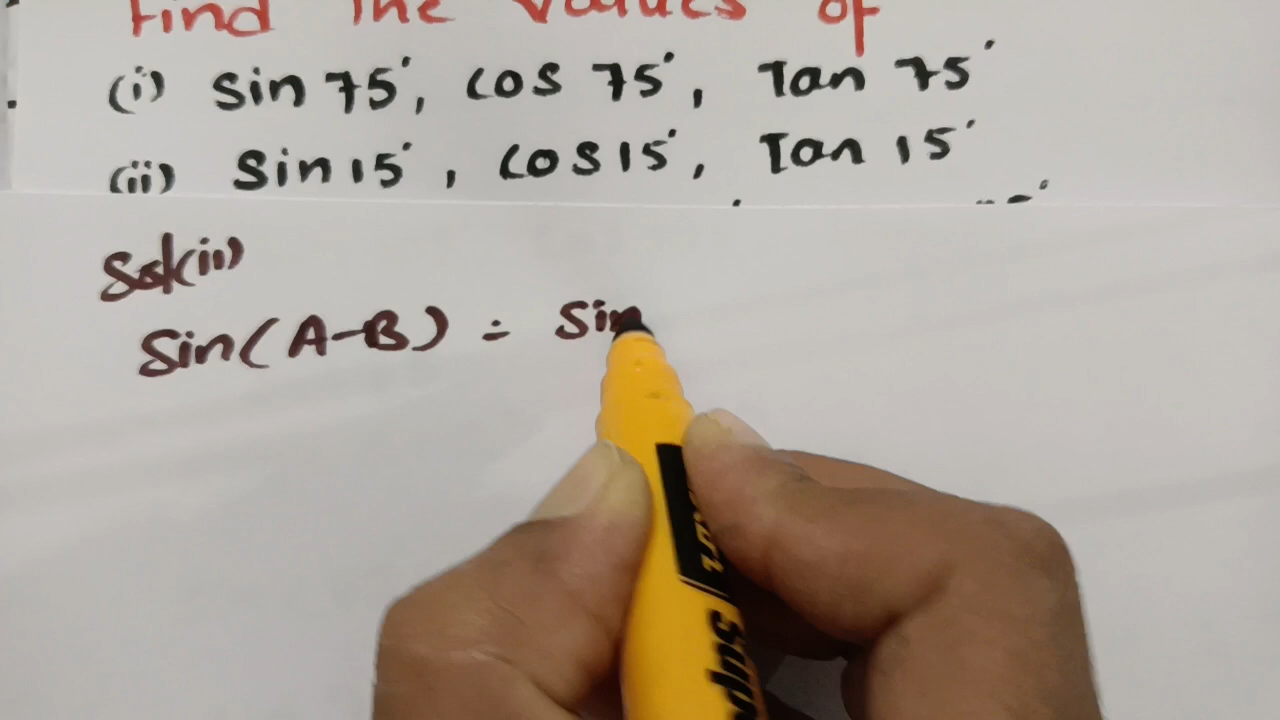 Find The Values of
(i) Sin 75°, Cos 75°, Tan 75°
(ii) Sin 15°, Cos 15°, Tan 15°
Sol(ii)
Sin(A-B) = Sin